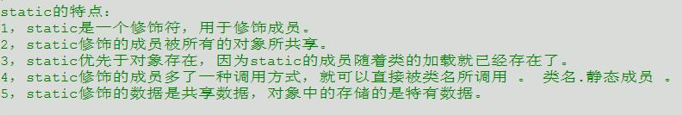 static的特点：
1，static是一个修饰符，用于修饰成员。
2，static修饰的成员被所有的对象所共享。
3，static优先于对象存在，因为static的成员随着类的加载就已经存在了。
4，static修饰的成员多了一种调用方式，就可以直接被类名所调用 。 类名.静态成员 。
5，static修饰的数据是共享数据，对象中的存储的是特有数据。